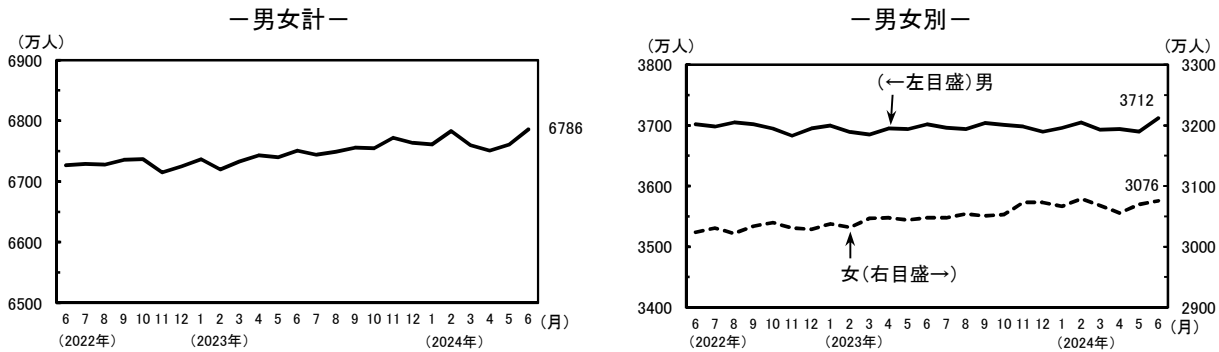 －男女計－
(万人)
6900
6800
6700
6600
6500
6786
6 7 8 9 10 11 12 1 2 3 4 5 6 7 8 9 10 11 12 1 2 3 4 5 6 (月)
(2022年) (2023年) (2024年)
－男女別－
(万人) (万人)
3800 3300
3700 3200
3600 3100
3500 3000
3400 2900
(←左目盛)男
3712
3076
女(右目盛→)
6 7 8 9 10 11 12 1 2 3 4 5 6 7 8 9 10 11 12 1 2 3 4 5 6 (月)
(2022年) (2023年) (2024年)